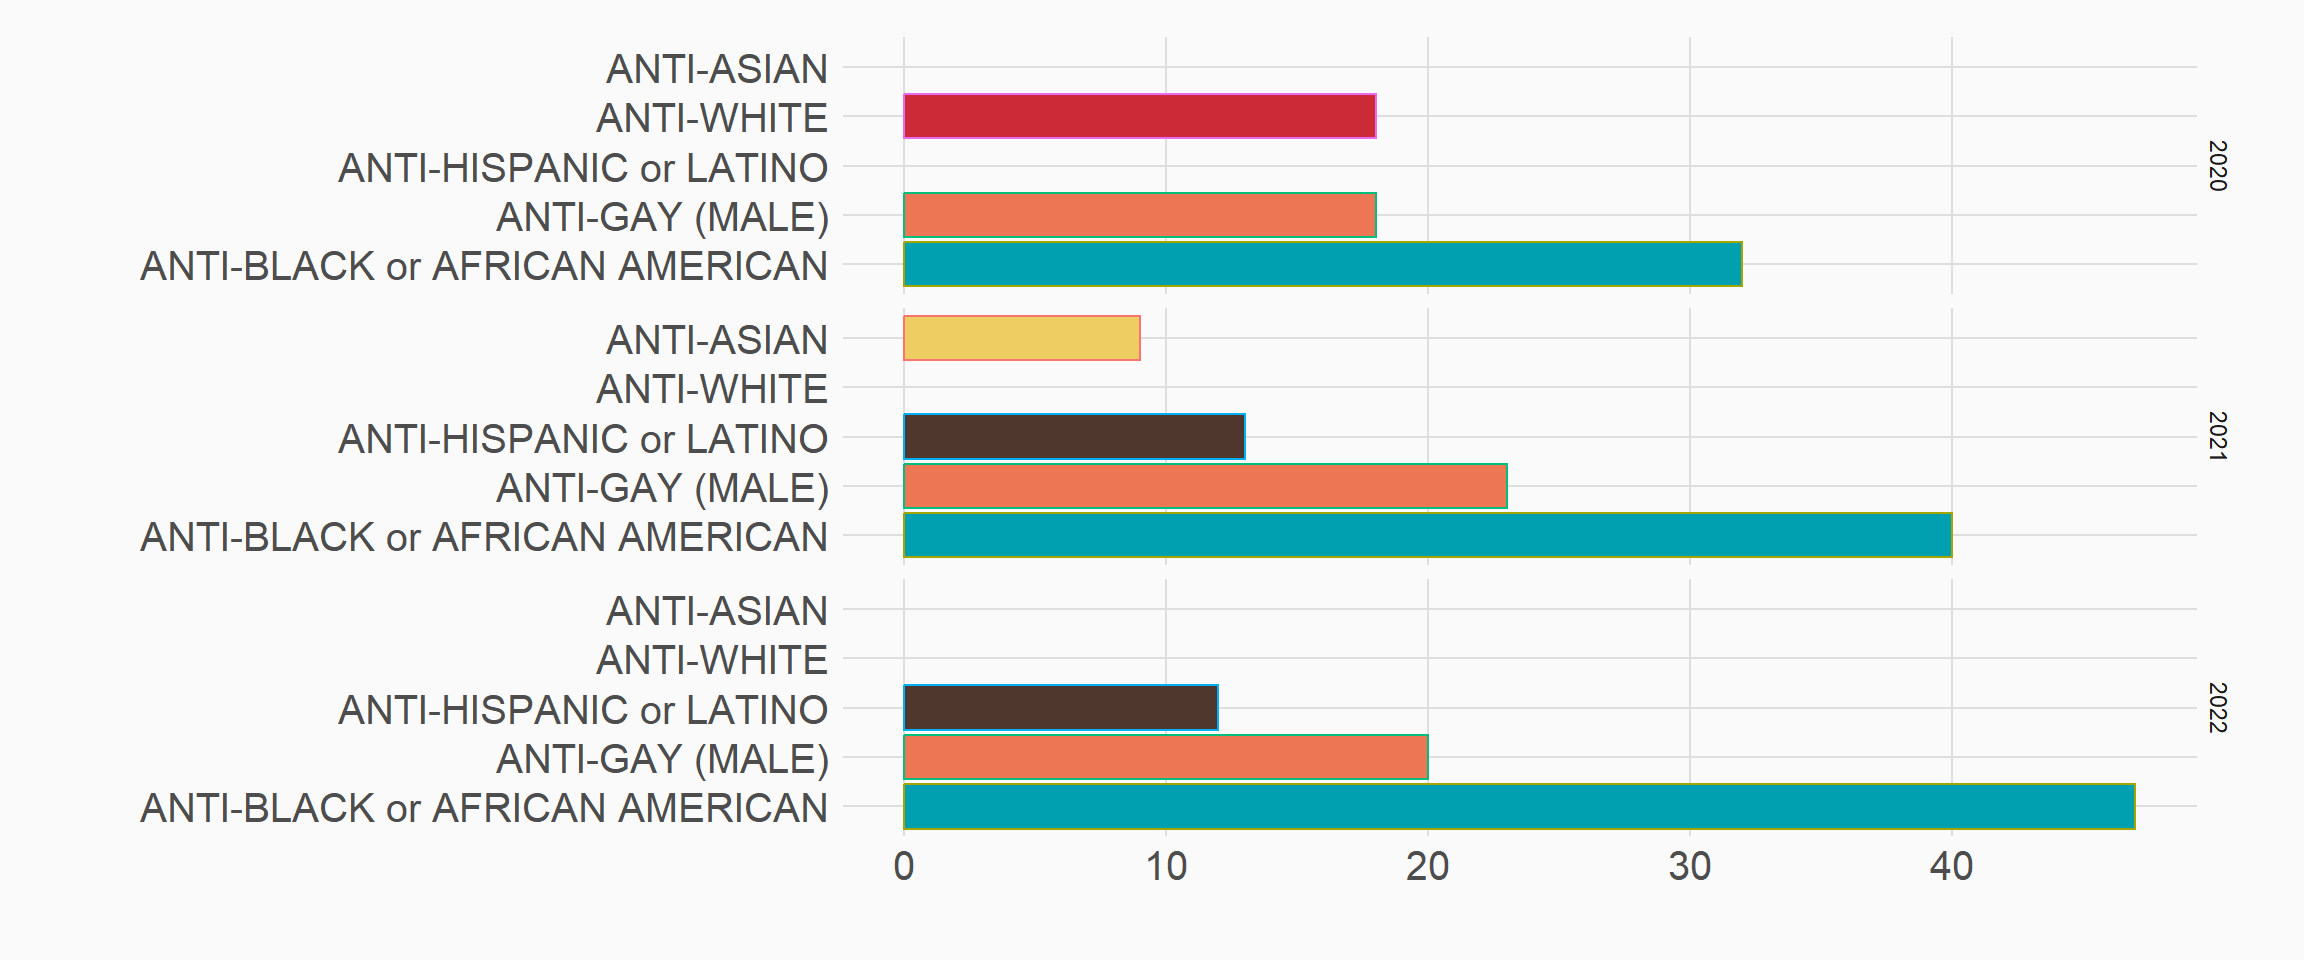 ANTI-ASIAN
ANTI-WHITE
ANTI-HISPANIC or LATINO
ANTI-GAY (MALE)
ANTI-BLACK or AFRICAN AMERICAN
2020
ANTI-ASIAN
ANTI-WHITE
ANTI-HISPANIC or LATINO
ANTI-GAY (MALE)
ANTI-BLACK or AFRICAN AMERICAN
2021
ANTI-ASIAN
ANTI-WHITE
ANTI-HISPANIC or LATINO
ANTI-GAY (MALE)
ANTI-BLACK or AFRICAN AMERICAN
2022
0 10 20 30 40